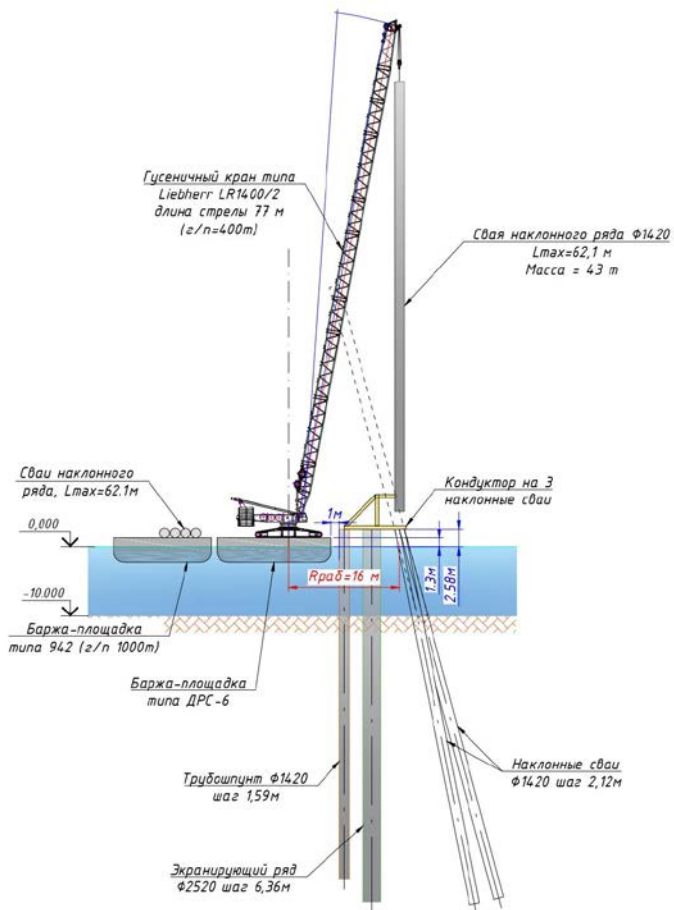 Гусеничный кран типа
Liebherr LR1400/2
длина стрелы 77 м
(г/п=400т)
Свая наклонного ряда Ф1420
Lmax=62,1 м
Масса = 43 т
Сваи наклонного
ряда, Lmax=62.1м
Кондуктор на 3
наклонные сваи
0,000
1м
Rраб=16 м
1.3м
2.58м
-10.000
Баржа-площадка
типа 942 (г/п 1000т)
Баржа-площадка
типа ДРС-6
Трубошпунт Ф1420
шаг 1,59м
Наклонные сваи
Ф1420 шаг 2,12м
Экранирующий ряд
Ф2520 шаг 6,36м